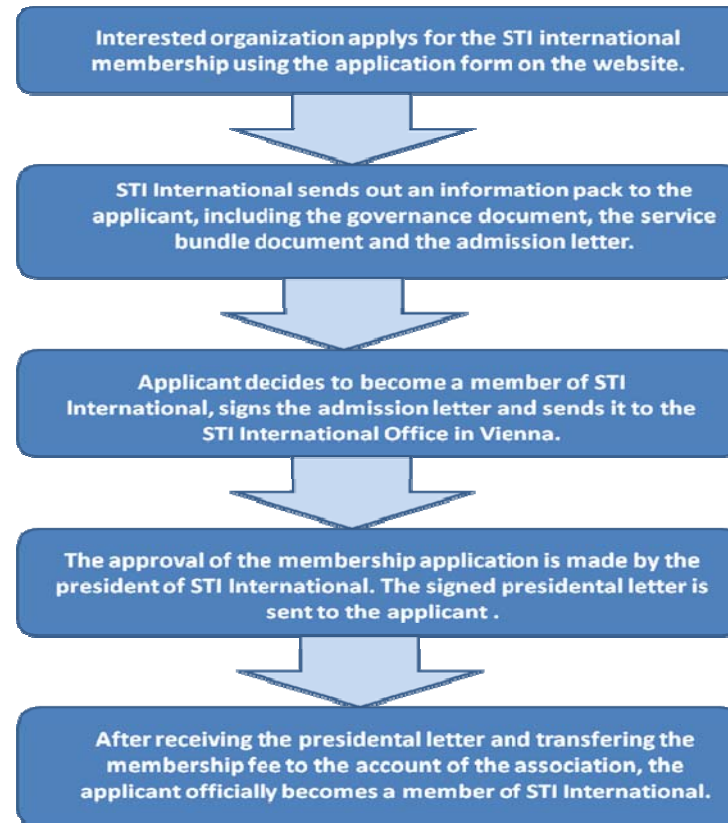 Interested organization applys for the STI international
membership using the application form on the website.
STI International sends out an information pack to the
applicant, including the governance document, the service
bundle document and the admission letter.
Applicant decides to become a member of STI
International, signs the admission letter and sends it to the
STI International Office in Vienna.
The approval of the membership application is made by the
president of STI International. The signed presidental letter is
sent to the applicant .
After receiving the presidental letter and transfering the
membership fee to the account of the association, the
applicant officially becomes a member of STI International.